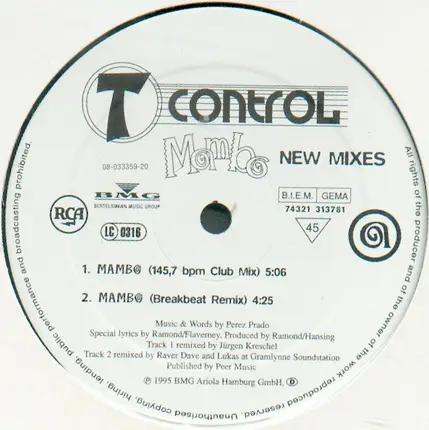 T CONTROL
Mambo NEW MIXES
08-033359-20
BMG
BERTELSMANN MUSIC GROUP
RCA
LC 0316
B.I.E.M. GEMA
74321 313781
45
1. MAMBO (145,7 bpm Club Mix) 5:06
2. MAMBO (Breakbeat Remix) 4:25
Music & Words by Perez Prado
Special lyrics by Ramond/Flaverney, Produced by Ramond/Hansing
Track 1 remixed by Jürgen Kreschel
Track 2 remixed by Raver Dave and Lukas at Gramlynne Soundstation
Published by Peer Music
Ⓟ 1995 BMG Ariola Hamburg GmbH, Ⓓ
All rights of the producer and of the owner of the work reproduced reserved. Unauthorised copying, hiring, lending, public performance and broadcasting prohibited.